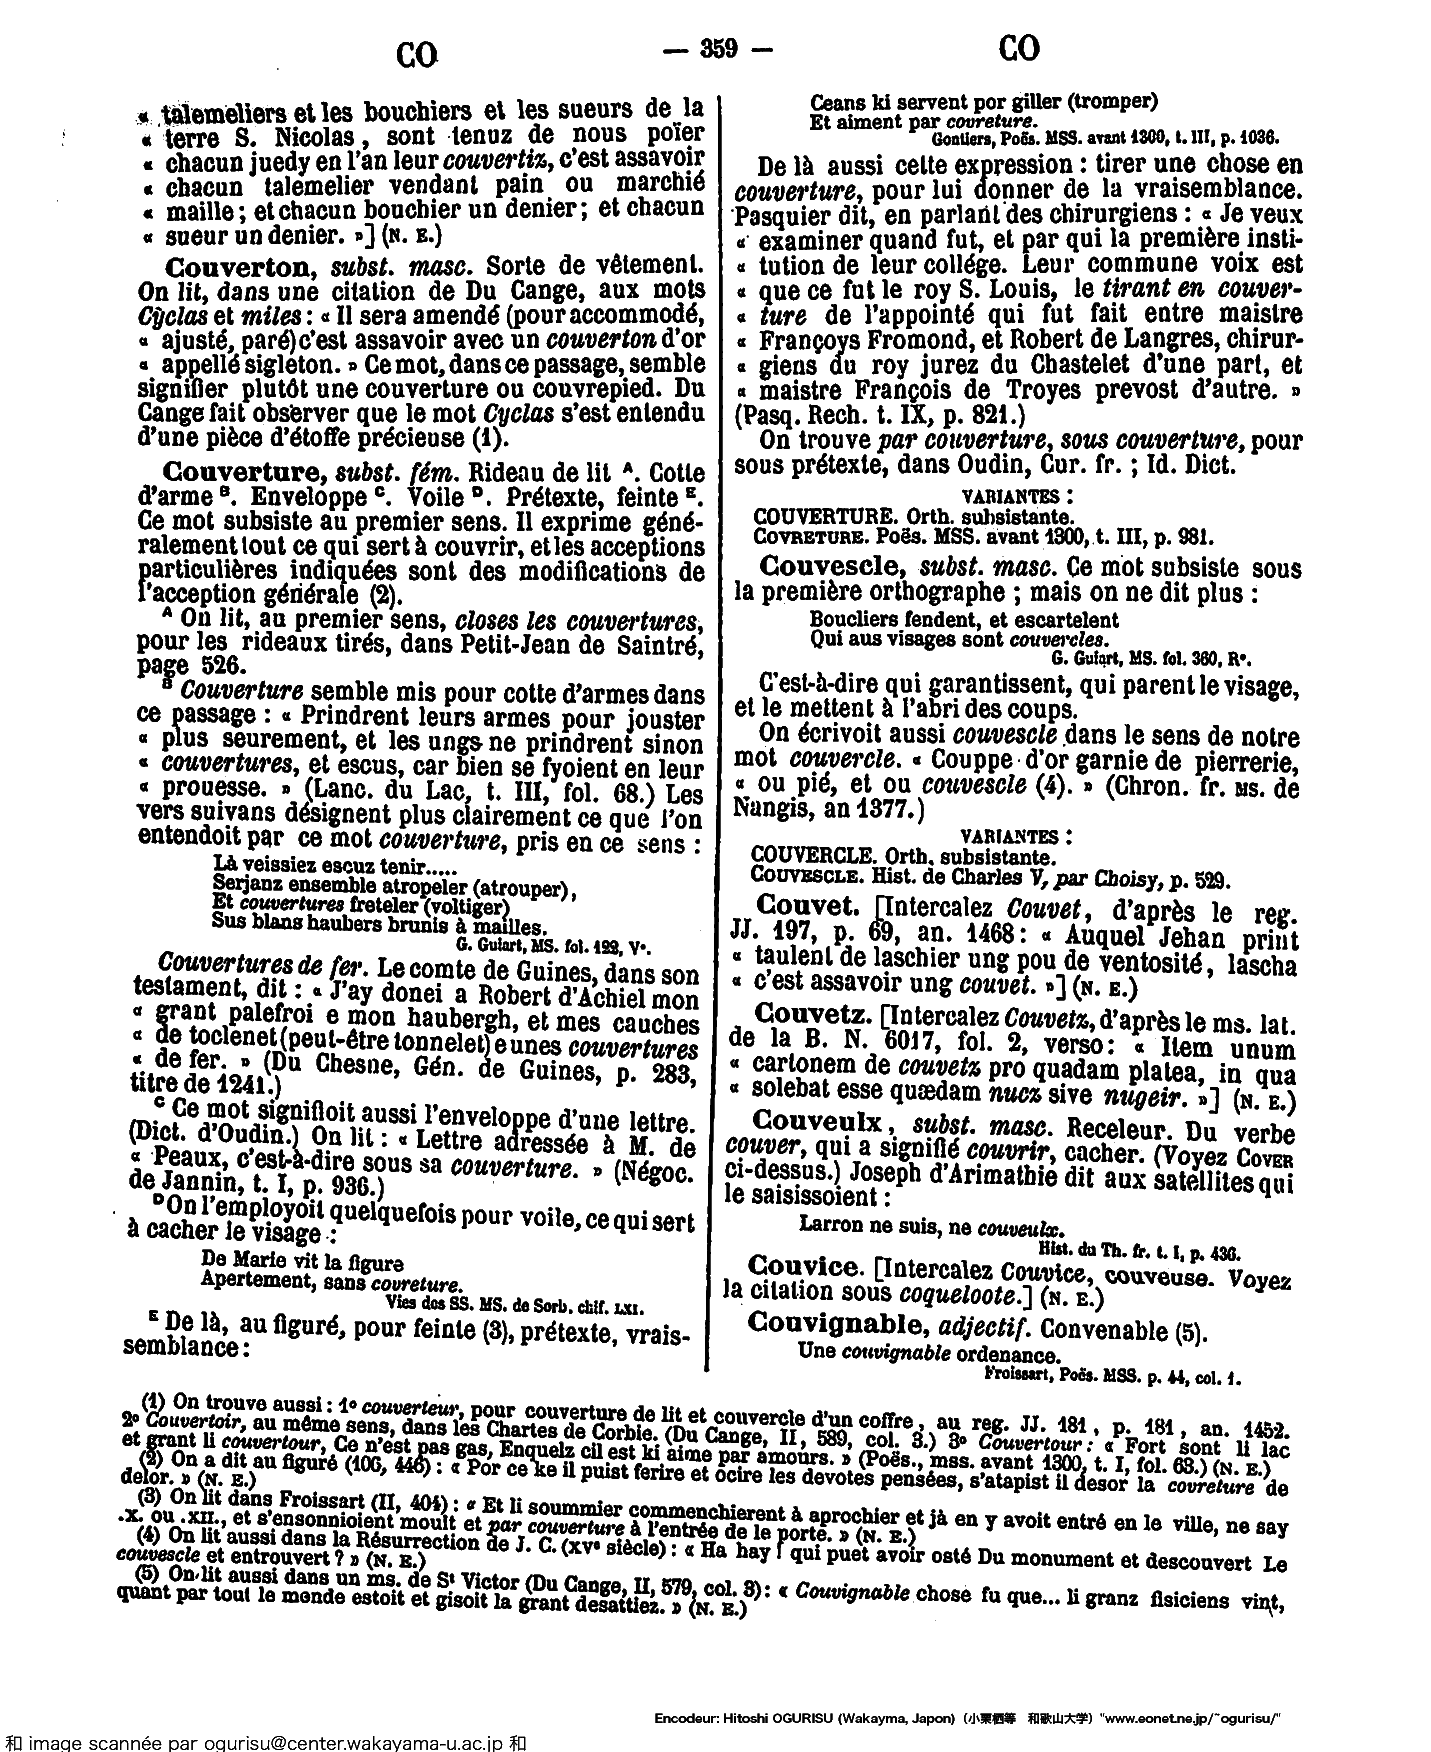 CO
— 359 —
CO
« talemeliers et les bouchiers et les sueurs de la
« terre S. Nicolas, sont tenuz de nous poïer
« chacun juedy en l'an leur couvertiz, c'est assavoir
« chacun talemelier vendant pain ou marchié
« maille ; et chacun bouchier un denier ; et chacun
« sueur un denier. »] (N. E.)
Couverton, subst. masc. Sorte de vêtement.
On lit, dans une citation de Du Cange, aux mots
Cyclas et miles : « Il sera amendé (pour accommodé,
« ajusté, paré) c'est assavoir avec un couverton d'or
« appellé sigleton. » Ce mot, dans ce passage, semble
signifier plutôt une couverture ou couvrepied. Du
Cange fait observer que le mot Cyclas s'est entendu
d'une pièce d'étoffe précieuse (1).
Couverture, subst. fém. Rideau de lit A. Cotte
d'arme B. Enveloppe C. Voile D. Prétexte, feinte E.
Ce mot subsiste au premier sens. Il exprime géné-
ralement tout ce qui sert à couvrir, et les acceptions
particulières indiquées sont des modifications de
l'acception générale (2).
A On lit, au premier sens, closes les couvertures,
pour les rideaux tirés, dans Petit-Jean de Saintré,
page 526.
B Couverture semble mis pour cotte d'armes dans
ce passage : « Prindrent leurs armes pour jouster
« plus seurement, et les ungs ne prindrent sinon
« couvertures, et escus, car bien se fyoient en leur
« prouesse. » (Lanc. du Lac, t. III, fol. 68.) Les
vers suivans désignent plus clairement ce que l'on
entendoit par ce mot couverture, pris en ce sens :
Là veissiez escuz tenir.....
Serjanz ensemble atropeler (atrouper),
Et couvertures freteler (voltiger)
Sus blans haubers brunis à mailles.
G. Guiart, MS. fol. 122, V°.
Couvertures de fer. Le comte de Guines, dans son
testament, dit : « J'ay donei a Robert d'Achiel mon
« grant palefroi e mon haubergh, et mes cauches
« de toclenet (peut-être tonnelet) e unes couvertures
« de fer. » (Du Chesne, Gén. de Guines, p. 283,
titre de 1241.)
C Ce mot signifioit aussi l'enveloppe d'une lettre.
(Dict. d'Oudin.) On lit : « Lettre adressée à M. de
« Peaux, c'est-à-dire sous sa couverture. » (Négoc.
de Jannin, t. I, p. 936.)
D On l'employoit quelquefois pour voile, ce qui sert
à cacher le visage :
De Marie vit la figure
Apertement, sans covreture.
Vies des SS. MS. de Sorb. chif. LXI.
E De là, au figuré, pour feinte (3), prétexte, vrais-
semblance :
Ceans ki servent por giller (tromper)
Et aiment par covreture.
Gontiers, Poës. MSS. avant 1300, t. III, p. 1036.
De là aussi cette expression : tirer une chose en
couverture, pour lui donner de la vraisemblance.
Pasquier dit, en parlant des chirurgiens : « Je veux
« examiner quand fut, et par qui la première insti-
« tution de leur collége. Leur commune voix est
« que ce fut le roy S. Louis, le tirant en couver-
« ture de l'appointé qui fut fait entre maistre
« Françoys Fromond, et Robert de Langres, chirur-
« giens du roy jurez du Chastelet d'une part, et
« maistre François de Troyes prevost d'autre. »
(Pasq. Rech. t. IX, p. 821.)
On trouve par couverture, sous couverture, pour
sous prétexte, dans Oudin, Cur. fr. ; Id. Dict.
VARIANTES :
COUVERTURE. Orth. subsistante.
COVRETURE. Poës. MSS. avant 1300, t. III, p. 981.
Couvescle, subst. masc. Ce mot subsiste sous
la première orthographe ; mais on ne dit plus :
Boucliers fendent, et escartelent
Qui aus visages sont couvercles.
G. Guiart, MS. fol. 360, R°.
C'est-à-dire qui garantissent, qui parent le visage,
et le mettent à l'abri des coups.
On écrivoit aussi couvescle dans le sens de notre
mot couvercle. « Couppe d'or garnie de pierrerie,
« ou pié, et ou couvescle (4). » (Chron. fr. MS. de
Nangis, an 1377.)
VARIANTES :
COUVERCLE. Orth. subsistante.
COUVESCLE. Hist. de Charles V, par Choisy, p. 529.
Couvet. [Intercalez Couvet, d'après le reg.
JJ. 197, p. 69, an. 1468 : « Auquel Jehan print
« taulent de laschier ung pou de ventosité, lascha
« c'est assavoir ung couvet. »] (N. E.)
Couvetz. [Intercalez Couvetz, d'après le ms. lat.
de la B. N. 6017, fol. 2, verso : « Item unum
« cartonem de couvetz pro quadam platea, in qua
« solebat esse quædam nucz sive nugeir. »] (N. E.)
Couveulx, subst. masc. Receleur. Du verbe
couver, qui a signifié couvrir, cacher. (Voyez COVER
ci-dessus.) Joseph d'Arimathie dit aux satellites qui
le saisissoient :
Larron ne suis, ne couveulx.
Hist. du Th. fr. t. I, p. 436.
Couvice. [Intercalez Couvice, couveuse. Voyez
la citation sous coqueloote.] (N. E.)
Couvignable, adjectif. Convenable (5).
Une couvignable ordenance.
Froissart, Poës. MSS. p. 44, col. 1.
(1) On trouve aussi : 1° couverteur, pour couverture de lit et couvercle d'un coffre, au reg. JJ. 181, p. 181, an. 1452.
2° Couvertoir, au même sens, dans les Chartes de Corbie. (Du Cange, II, 589, col. 3.) 3° Couvertour : « Fort sont li lac
et grant li couvertour, Ce n'est pas gas, Enquelz cil est ki aime par amours. » (Poës., mss. avant 1300, t. I, fol. 63.) (N. E.)
(2) On a dit au figuré (106, 446) : « Por ce ke il puist ferire et ocire les devotes pensées, s'atapist il desor la covreture de
delor. » (N. E.)
(3) On lit dans Froissart (II, 404) : « Et li soummier commenchierent à aprochier et jà en y avoit entré en le ville, ne say
.X. ou .XII., et s'ensonnioient moult et par couverture à l'entrée de le porte. » (N. E.)
(4) On lit aussi dans la Résurrection de J. C. (XVe siècle) : « Ha hay ! qui puet avoir osté Du monument et descouvert Le
couvescle et entrouvert ? » (N. E.)
(5) On lit aussi dans un ms. de St Victor (Du Cange, II, 579, col. 3) : « Couvignable chose fu que... li granz fisiciens vint,
quant par tout le monde estoit et gisoit la grant desattiez. » (N. E.)
Encodeur: Hitoshi OGURISU (Wakayma, Japon) (小栗栖等 和歌山大学) "www.eonet.ne.jp/~ogurisu/"
和 image scannée par ogurisu@center.wakayama-u.ac.jp 和